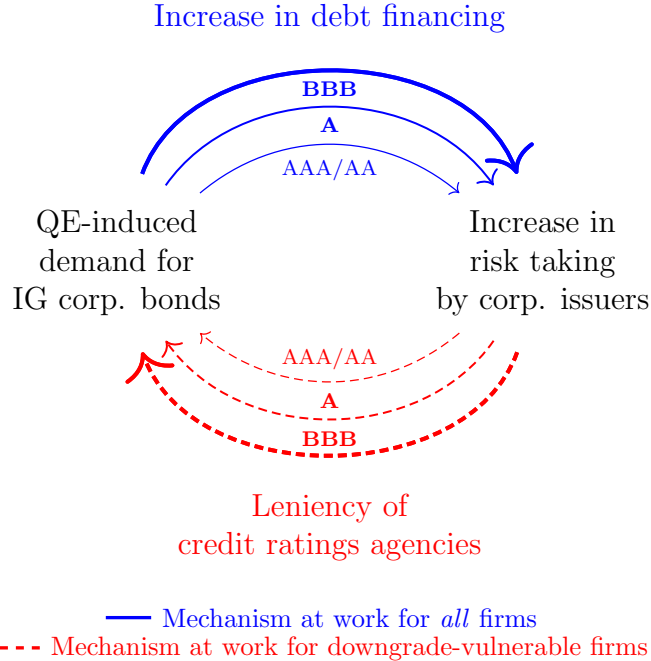 Increase in debt financing
BBB
A
AAA/AA
QE-induced
demand for
IG corp. bonds
Increase in
risk taking
by corp. issuers
AAA/AA
A
BBB
Leniency of
credit ratings agencies
Mechanism at work for all firms
Mechanism at work for downgrade-vulnerable firms